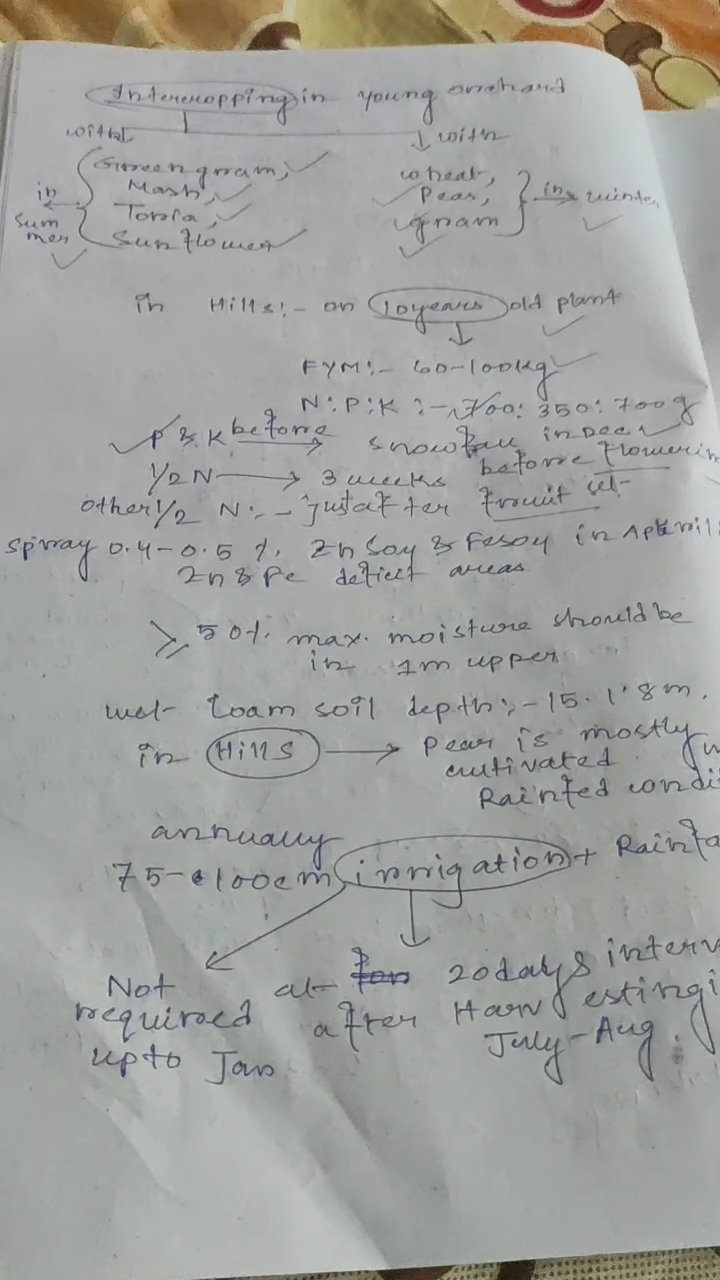 Intercropping in young orchard
with with
in summer
Green gram,
Mash,
Toria,
Sunflower
wheat,
Peas,
gram
in winter
in Hills:- on 10 years old plant
FYM:- 60-100kg
N:P:K :- 700: 350: 700 g
P & K before snowfall in Dec
1/2 N → 3 weeks before flowerin
other 1/2 N:- Just after fruit set
Spray 0.4-0.5 %. ZnSo4 & FeSo4 in
Zn & Fe deficit areas
≥ 50% max. moisture should be
in 1m upper
wet loam soil depth:- 15.1'8m.
in Hills → Pear is mostly
cultivated
Rainfed condi
annually
75-100cm irrigation + Rainfa
Not required upto Jan
at 20 days interv
after Harvesting i
July-Aug.